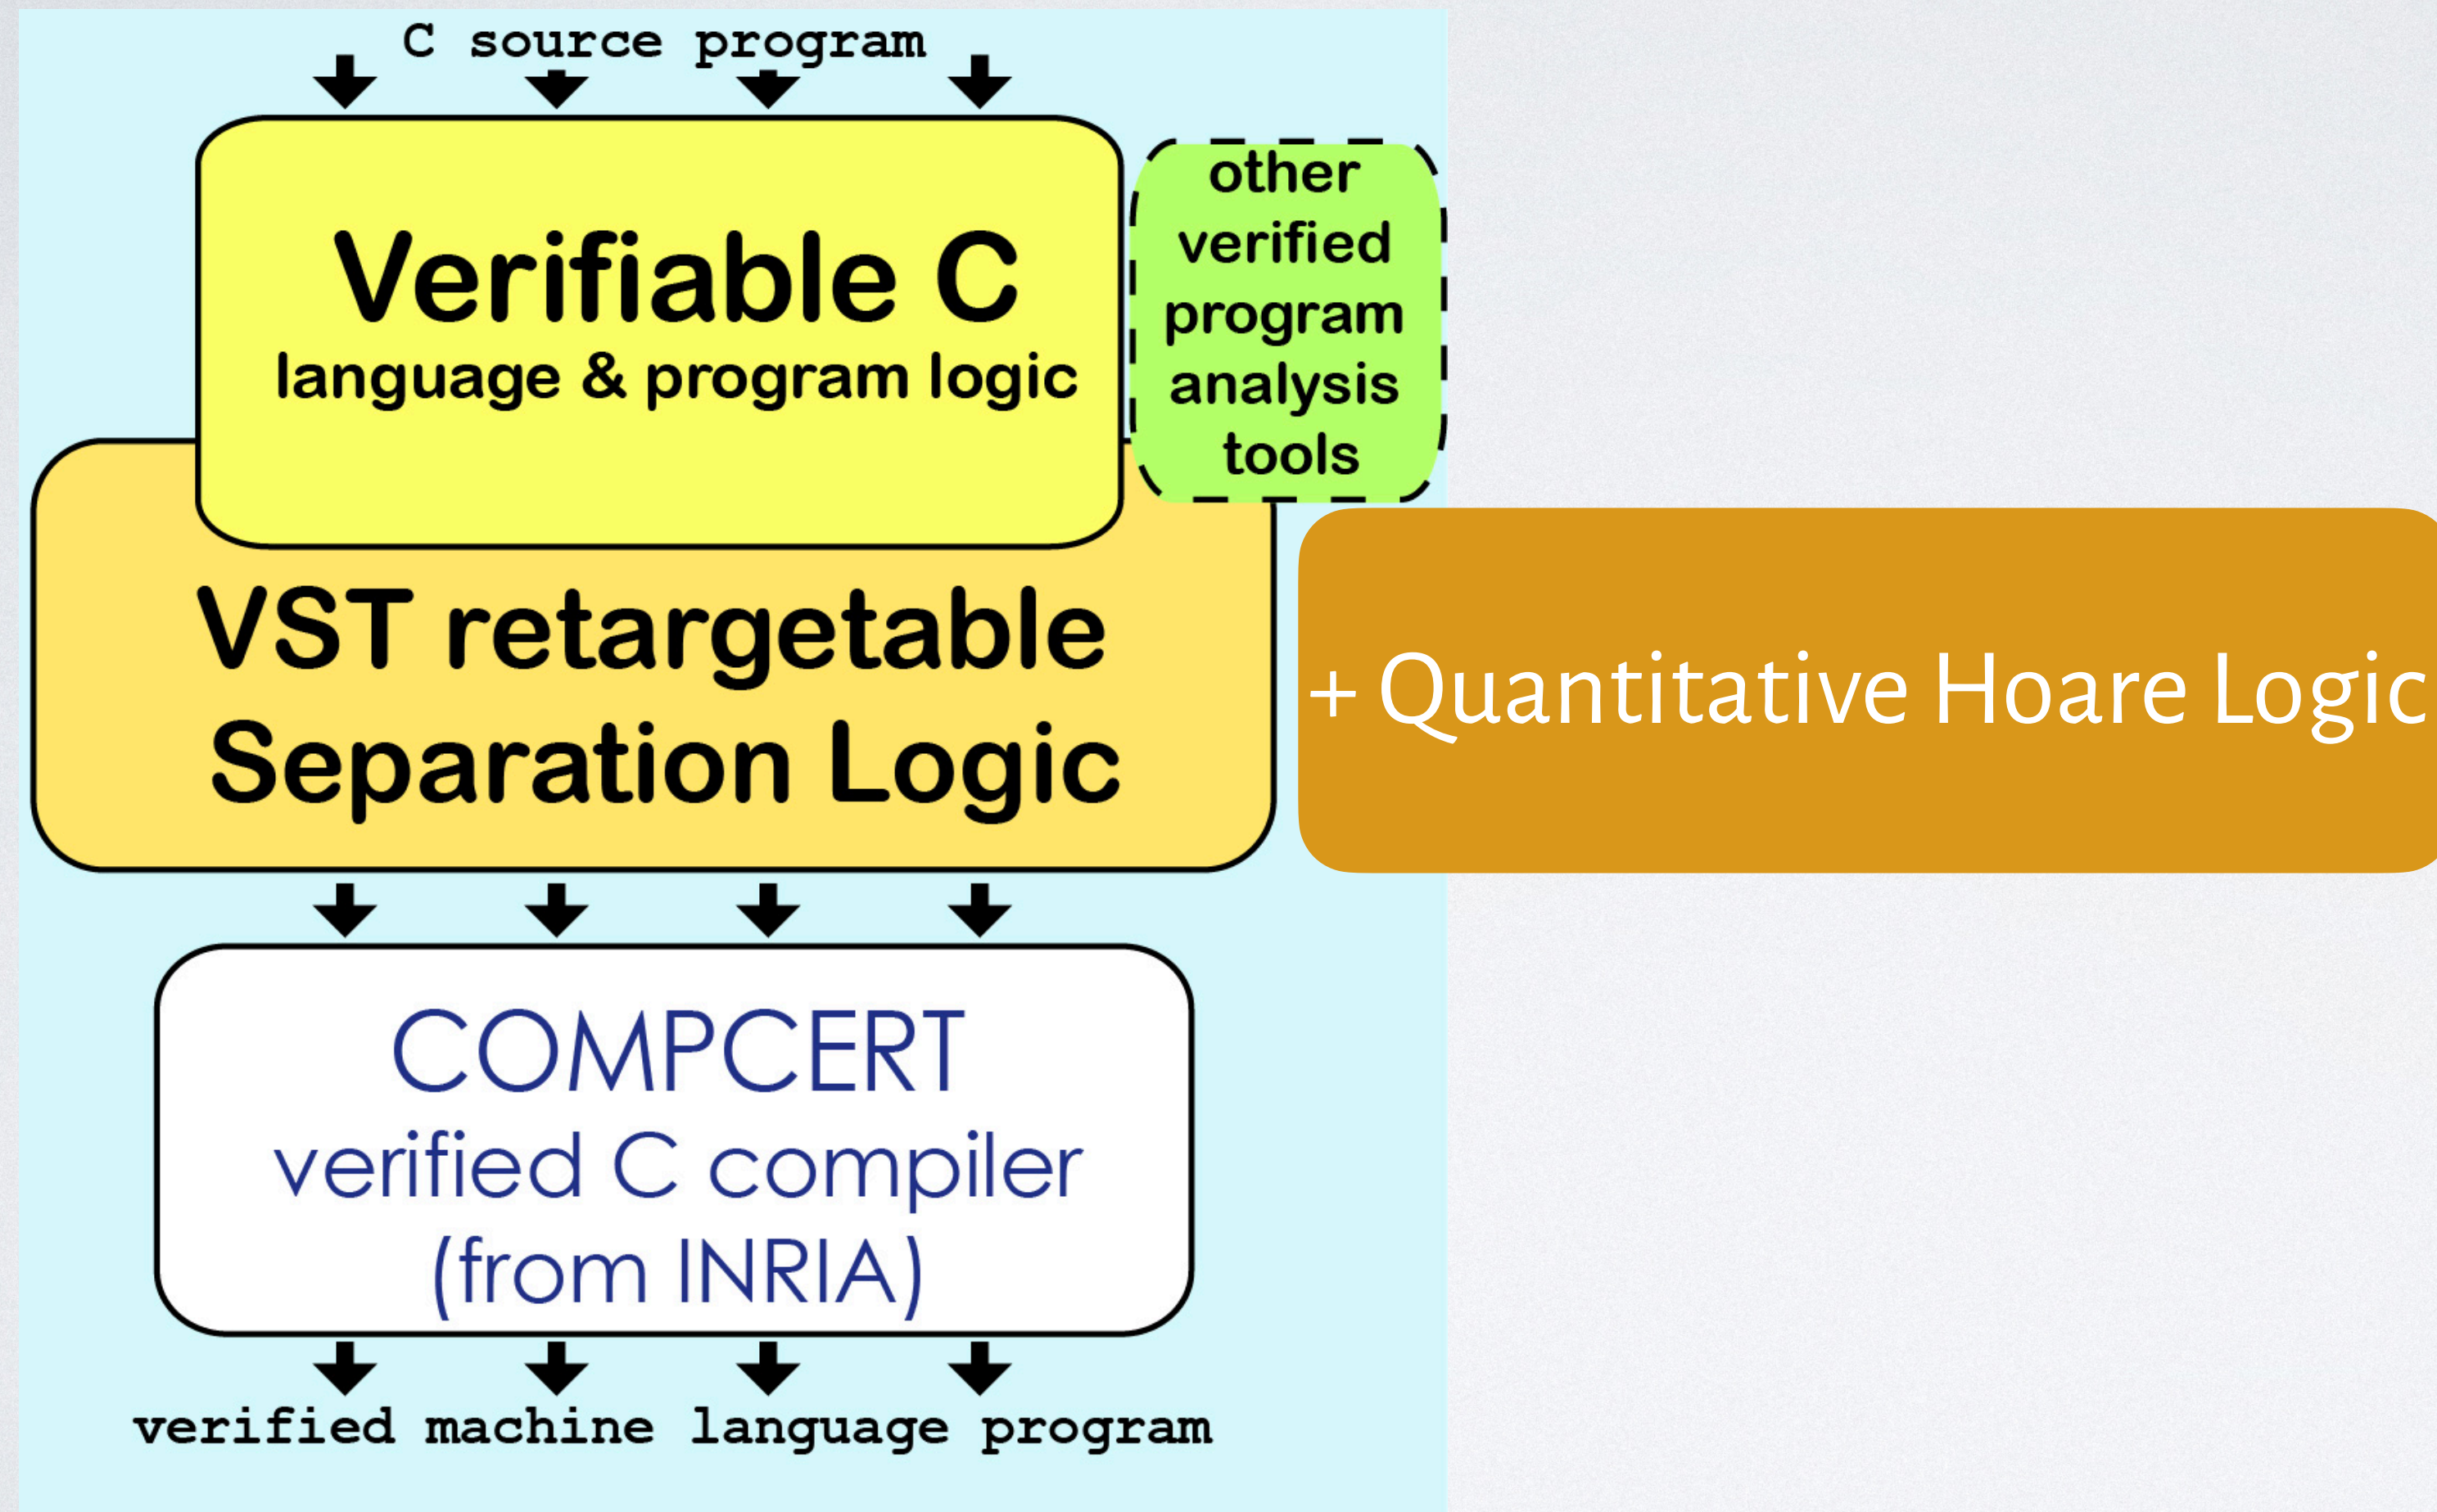 C source program
Verifiable C
language & program logic
other
verified
program
analysis
tools
VST retargetable
Separation Logic
+ Quantitative Hoare Logic
COMPCERT
verified C compiler
(from INRIA)
verified machine language program